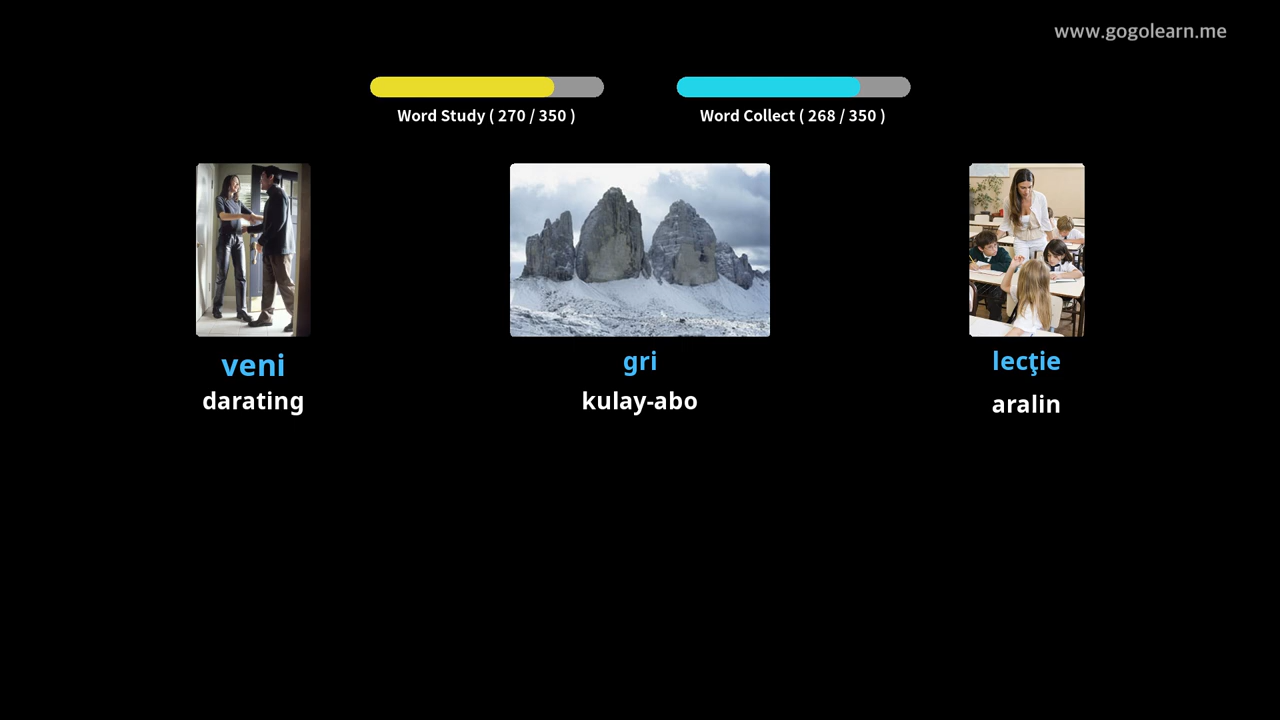 www.gogolearn.me
Word Study ( 270 / 350 )
Word Collect ( 268 / 350 )
veni
darating
gri
kulay-abo
lecţie
aralin